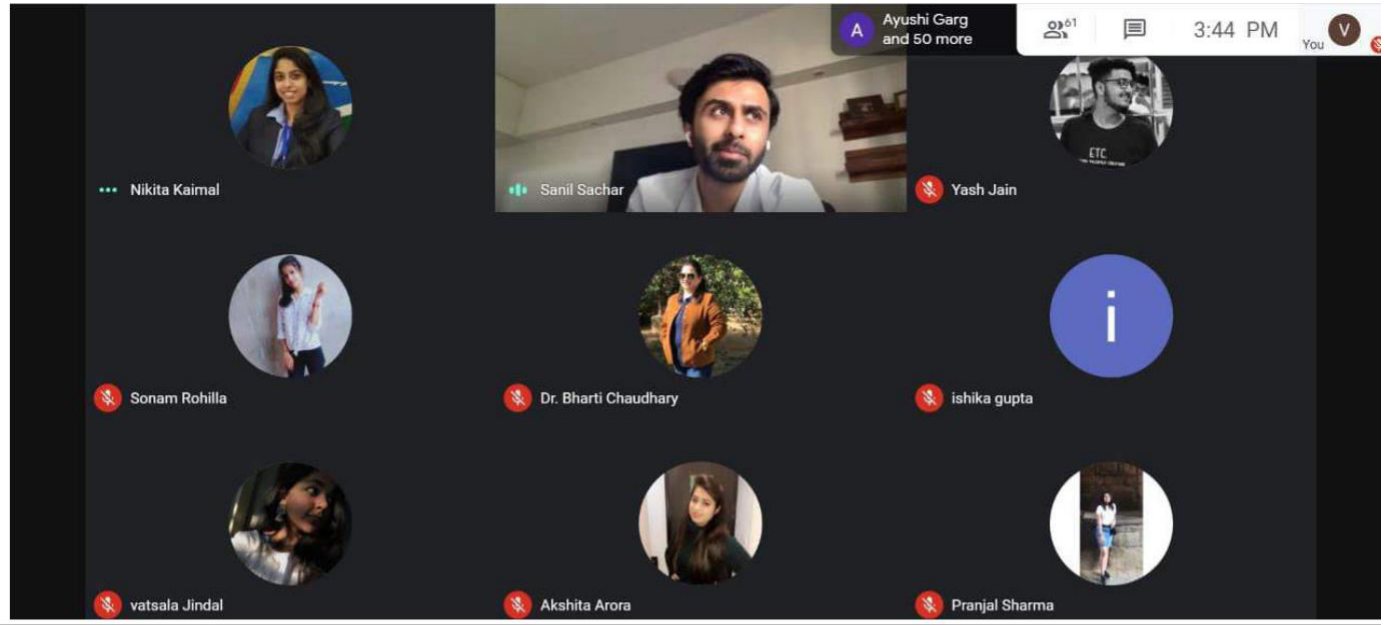 A
Ayushi Garg
and 50 more
61
3:44 PM
You
V
Nikita Kaimal
Sanil Sachar
ETC
Yash Jain
Sonam Rohilla
Dr. Bharti Chaudhary
i
ishika gupta
vatsala Jindal
Akshita Arora
Pranjal Sharma